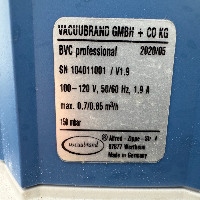 VACUUBRAND GMBH + CO KG
BVC professional 2020/05
SN 104011001 / V1.9
100-120 V, 50/60 Hz, 1.9 A
max. 0.7/0.85 m³/h
150 mbar
vacuubrand
Alfred - Zippe - Str. 4
97877 Wertheim
Made in Germany